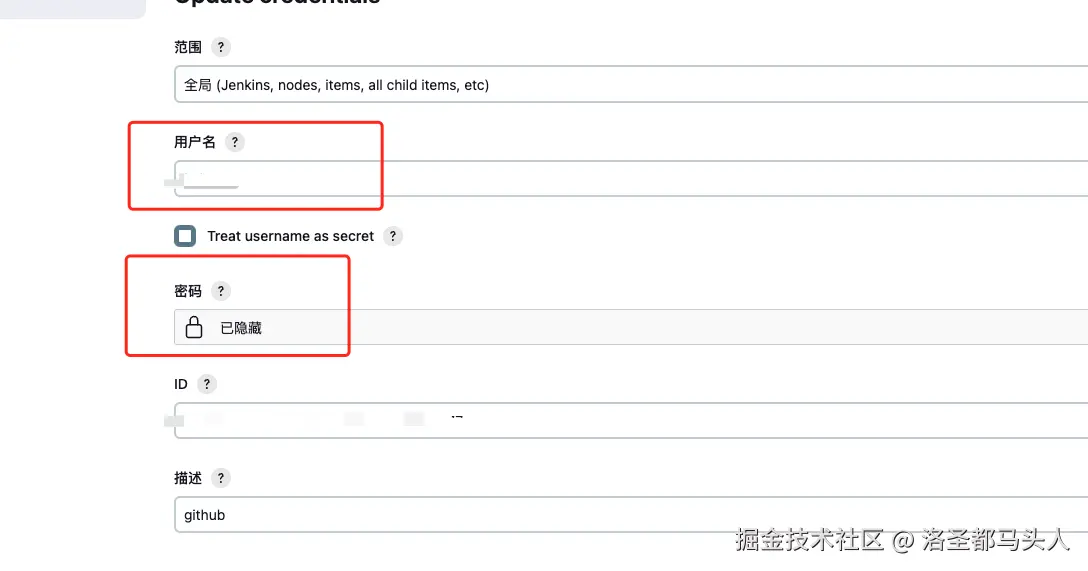 Update credentials
范围 ?
全局 (Jenkins, nodes, items, all child items, etc)
用户名 ?
Treat username as secret ?
密码 ?
已隐藏
ID ?
描述 ?
github
掘金技术社区 @ 洛圣都马头人